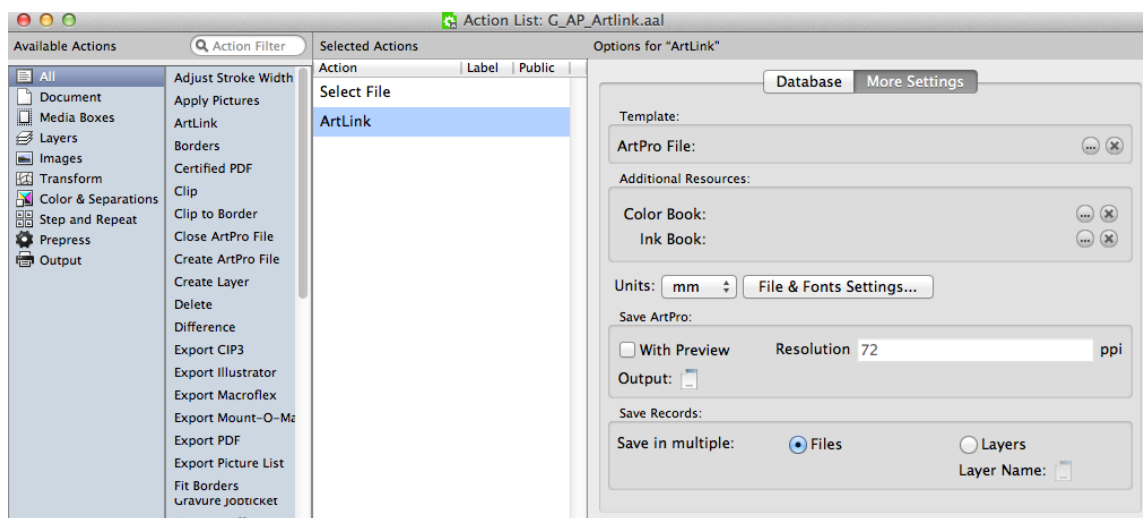 Action List: G_AP_Artlink.aal
Available Actions
Action Filter
Selected Actions
Options for "ArtLink"
All
Document
Media Boxes
Layers
Images
Transform
Color & Separations
Step and Repeat
Prepress
Output
Adjust Stroke Width
Apply Pictures
ArtLink
Borders
Certified PDF
Clip
Clip to Border
Close ArtPro File
Create ArtPro File
Create Layer
Delete
Difference
Export CIP3
Export Illustrator
Export Macroflex
Export Mount-O-Ma
Export PDF
Export Picture List
Fit Borders
Gravure Jobticket
Action Label Public
Select File
ArtLink
Database More Settings
Template:
ArtPro File:
Additional Resources:
Color Book:
Ink Book:
Units: mm File & Fonts Settings...
Save ArtPro:
With Preview Resolution 72 ppi
Output:
Save Records:
Save in multiple: Files Layers
Layer Name: